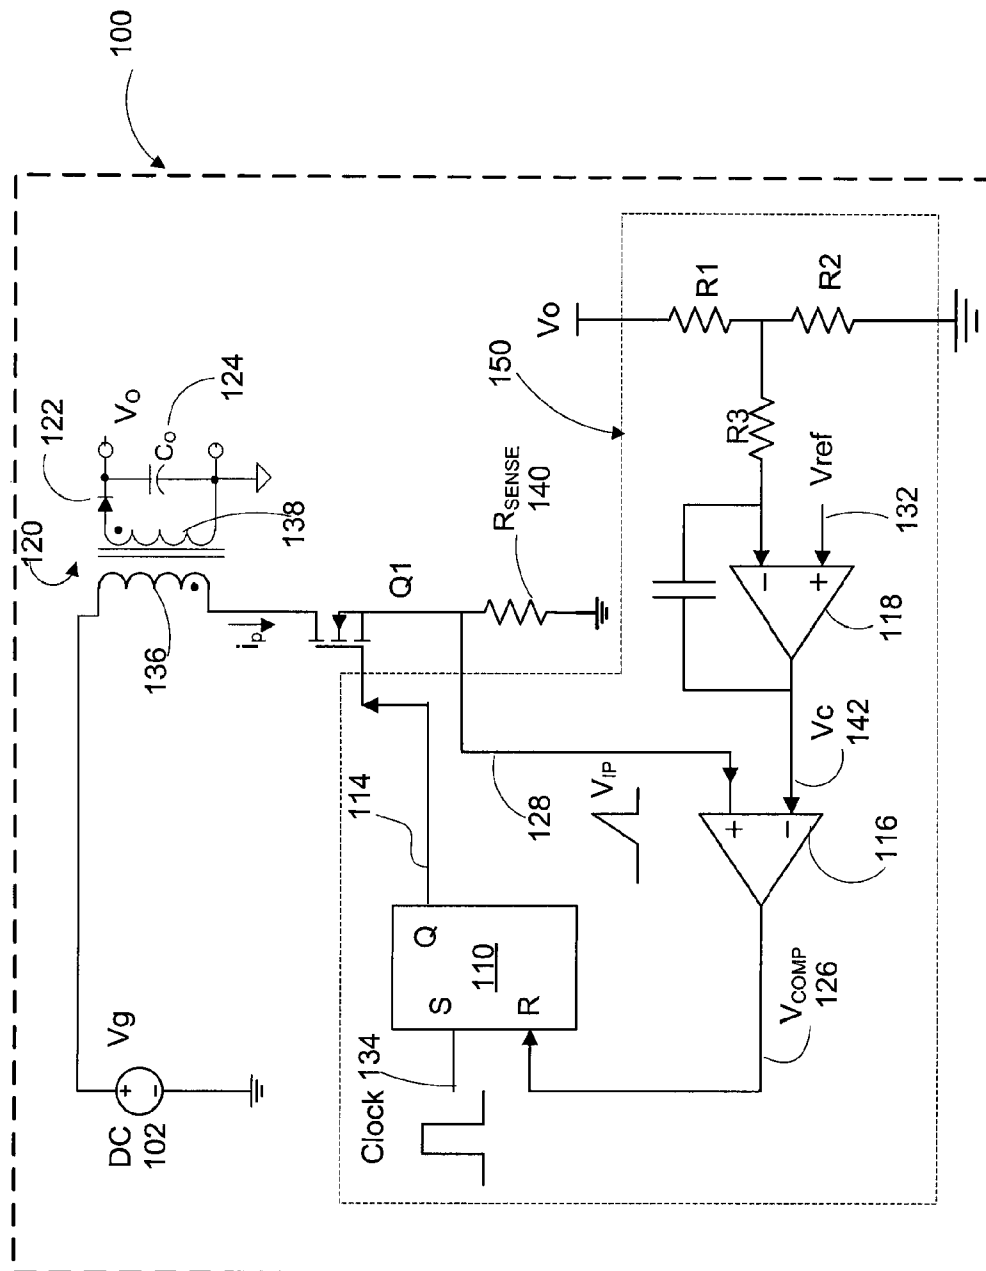 100
Vo
122
124
Co
120
138
136
ip
Vg
DC
102
Q1
RSENSE
140
150
Vo
R1
R2
R3
Vref
132
118
Vc
142
114
128
VIP
116
Q
S
110
R
Clock 134
VCOMP
126
+
−
+
−
+
−